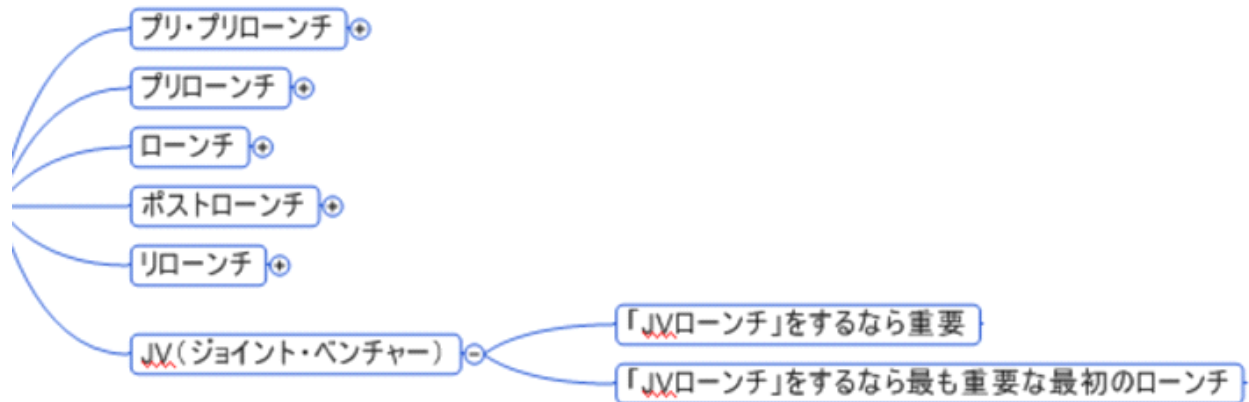 プリ・プリローンチ
プリローンチ
ローンチ
ポストローンチ
リローンチ
JV(ジョイント・ベンチャー)
「JVローンチ」をするなら重要
「JVローンチ」をするなら最も重要な最初のローンチ